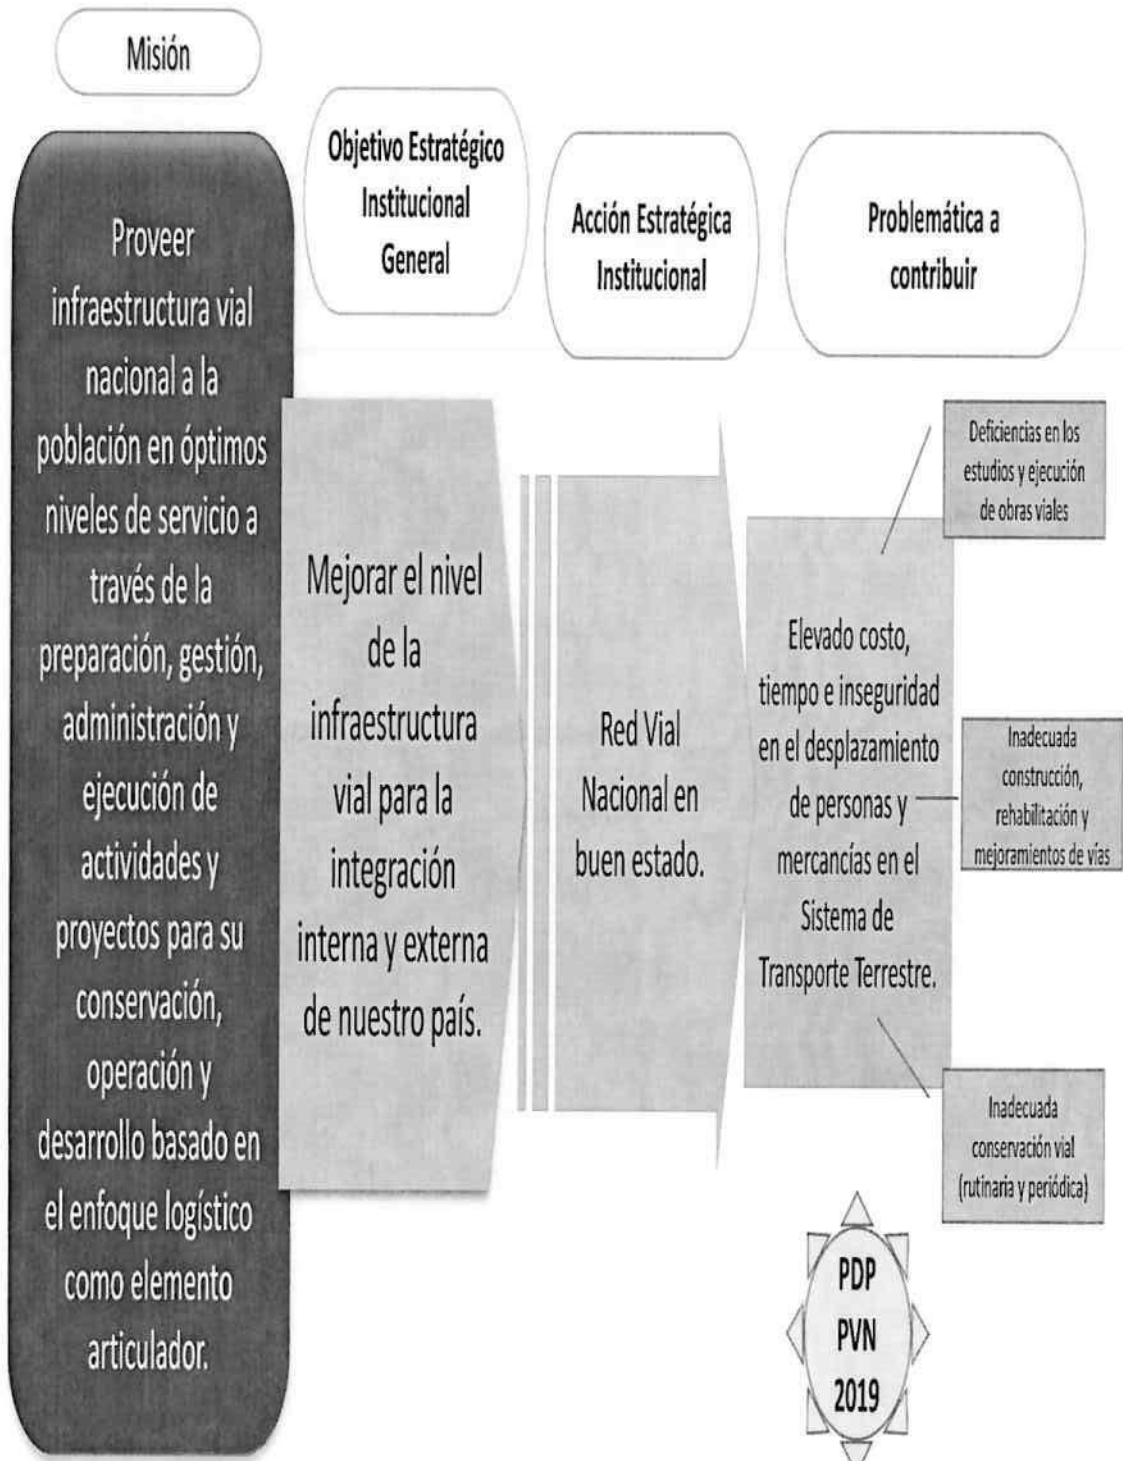 Misión
Proveer
infraestructura vial
nacional a la
población en óptimos
niveles de servicio a
través de la
preparación, gestión,
administración y
ejecución de
actividades y
proyectos para su
conservación,
operación y
desarrollo basado en
el enfoque logístico
como elemento
articulador.
Objetivo Estratégico
Institucional
General
Mejorar el nivel
de la
infraestructura
vial para la
integración
interna y externa
de nuestro país.
Acción Estratégica
Institucional
Red Vial
Nacional en
buen estado.
Problemática a
contribuir
Elevado costo,
tiempo e inseguridad
en el desplazamiento
de personas y
mercancías en el
Sistema de
Transporte Terrestre.
Deficiencias en los
estudios y ejecución
de obras viales
Inadecuada
construcción,
rehabilitación y
mejoramientos de vías
Inadecuada
conservación vial
(rutinaria y periódica)
PDP
PVN
2019